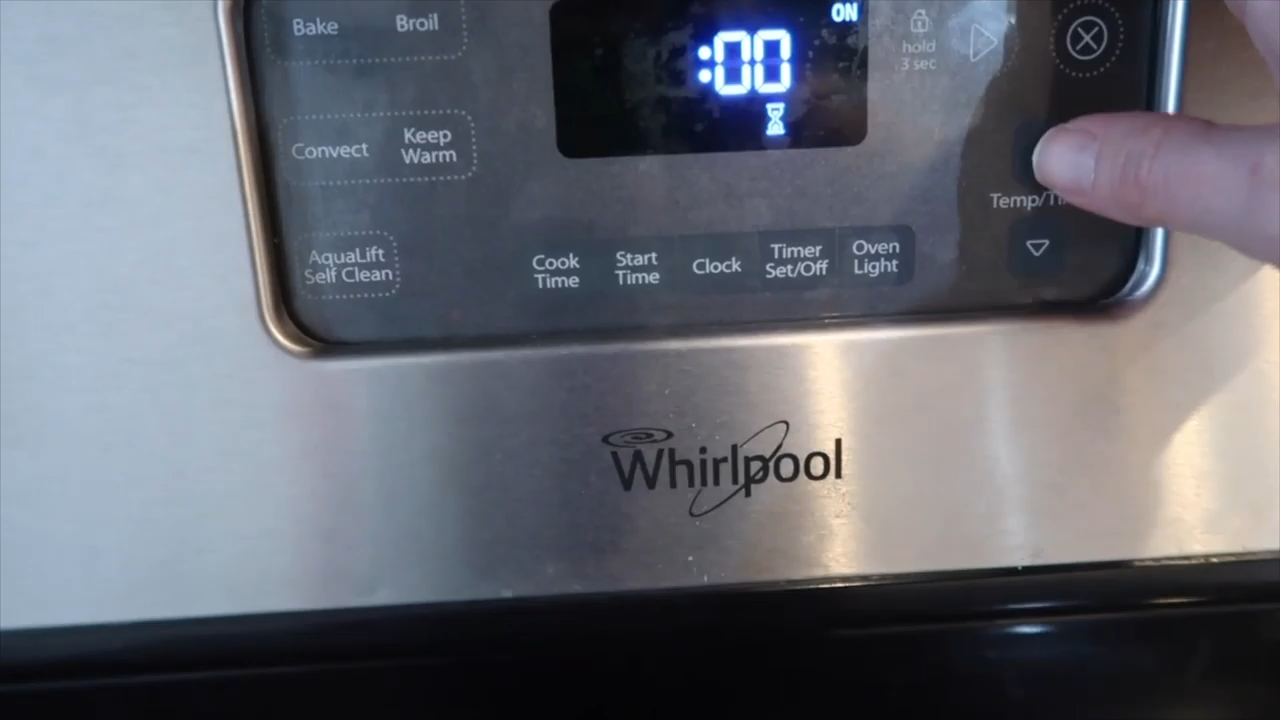 Bake
Broil
ON
:00
hold
3 sec
Convect
Keep
Warm
AquaLift
Self Clean
Cook
Time
Start
Time
Clock
Timer
Set/Off
Oven
Light
Whirlpool